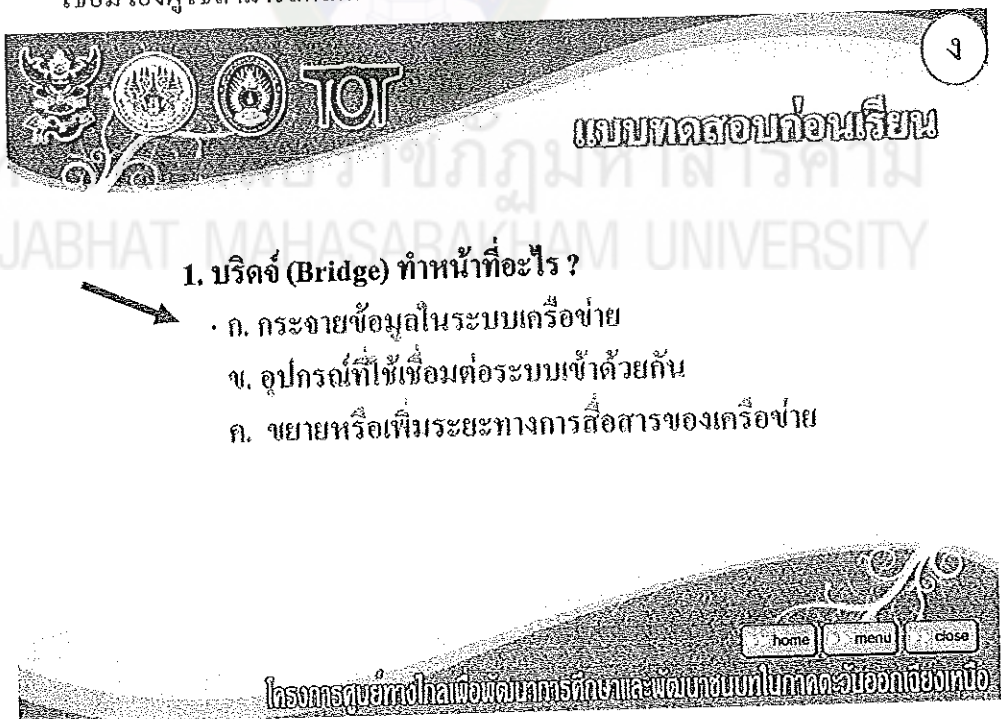 ง
TOT
แบบทดสอบก่อนเรียน
JABHAT MAHASARAKHAM UNIVERSITY
1. บริดจ์ (Bridge) ทำหน้าที่อะไร ?
ก. กระจายข้อมูลในระบบเครือข่าย
ข. อุปกรณ์ที่ใช้เชื่อมต่อระบบเข้าด้วยกัน
ค. ขยายหรือเพิ่มระยะทางการสื่อสารของเครือข่าย
home menu close
โครงการศูนย์ทางไกลเพื่อพัฒนาการศึกษาและพัฒนาชนบทในภาคตะวันออกเฉียงเหนือ